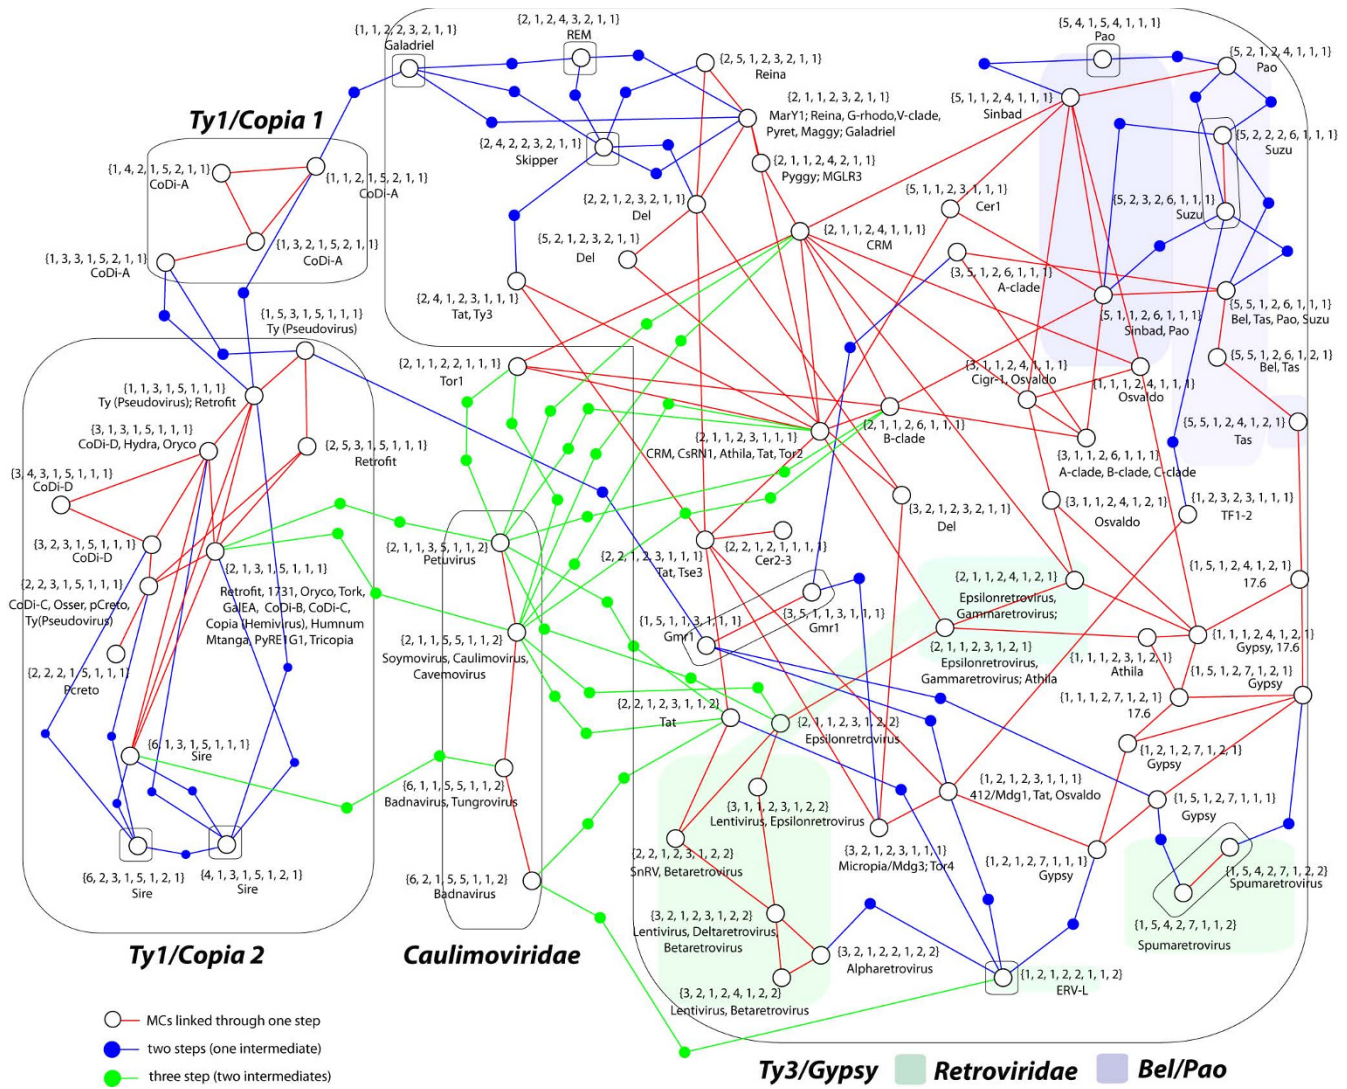 {1, 1, 2, 2, 3, 2, 1, 1}
Galadriel
{2, 1, 2, 4, 3, 2, 1, 1}
REM
{2, 5, 1, 2, 3, 2, 1, 1}
Reina
{5, 4, 1, 5, 4, 1, 1, 1}
Pao
{5, 2, 1, 2, 4, 1, 1, 1}
Pao
{2, 1, 1, 2, 3, 2, 1, 1}
MarY1; Reina, G-rhodo,V-clade,
Pyret, Maggy; Galadriel
{5, 1, 1, 2, 4, 1, 1, 1}
Sinbad
Ty1/Copia 1
{2, 4, 2, 2, 3, 2, 1, 1}
Skipper
{5, 2, 2, 2, 6, 1, 1, 1}
Suzu
{1, 4, 2, 1, 5, 2, 1, 1}
CoDi-A
{1, 1, 2, 1, 5, 2, 1, 1}
CoDi-A
{2, 1, 1, 2, 4, 2, 1, 1}
Pyggy; MGLR3
{2, 2, 1, 2, 3, 2, 1, 1}
Del
{5, 1, 1, 2, 3, 1, 1, 1}
Cer1
{5, 2, 3, 2, 6, 1, 1, 1}
Suzu
{1, 3, 2, 1, 5, 2, 1, 1}
CoDi-A
{5, 2, 1, 2, 3, 2, 1, 1}
Del
{2, 1, 1, 2, 4, 1, 1, 1}
CRM
{1, 3, 3, 1, 5, 2, 1, 1}
CoDi-A
{3, 5, 1, 2, 6, 1, 1, 1}
A-clade
{2, 4, 1, 2, 3, 1, 1, 1}
Tat, Ty3
{5, 1, 1, 2, 6, 1, 1, 1}
Sinbad, Pao
{5, 5, 1, 2, 6, 1, 1, 1}
Bel, Tas, Pao, Suzu
{1, 5, 3, 1, 5, 1, 1, 1}
Ty (Pseudovirus)
{2, 1, 1, 2, 2, 1, 1, 1}
Tor1
{3, 1, 1, 2, 4, 1, 1, 1}
Cigr-1, Osvaldo
{5, 5, 1, 2, 6, 1, 2, 1}
Bel, Tas
{1, 1, 1, 2, 4, 1, 1, 1}
Osvaldo
{1, 1, 3, 1, 5, 1, 1, 1}
Ty (Pseudovirus); Retrofit
{3, 1, 3, 1, 5, 1, 1, 1}
CoDi-D, Hydra, Oryco
{2, 5, 3, 1, 5, 1, 1, 1}
Retrofit
{2, 1, 1, 2, 3, 1, 1, 1}
CRM, CsRN1, Athila, Tat, Tor2
{2, 1, 1, 2, 6, 1, 1, 1}
B-clade
{3, 1, 1, 2, 6, 1, 1, 1}
A-clade, B-clade, C-clade
{5, 5, 1, 2, 4, 1, 2, 1}
Tas
{3, 4, 3, 1, 5, 1, 1, 1}
CoDi-D
{3, 2, 1, 2, 3, 2, 1, 1}
Del
{3, 1, 1, 2, 4, 1, 2, 1}
Osvaldo
{1, 2, 3, 2, 3, 1, 1, 1}
TF1-2
{3, 2, 3, 1, 5, 1, 1, 1}
CoDi-D
{2, 1, 1, 3, 5, 1, 1, 2}
Petuvirus
{2, 2, 1, 2, 3, 1, 1, 1}
Tat, Tse3
{2, 2, 1, 2, 1, 1, 1, 1}
Cer2-3
{2, 2, 3, 1, 5, 1, 1, 1}
CoDi-C, Osser, pCreto,
Ty(Pseudovirus)
{2, 1, 3, 1, 5, 1, 1, 1}
Retrofit, 1731, Oryco, Tork,
GalEA, CoDi-B, CoDi-C,
Copia (Hemivirus), Humnum
Mtanga, PyRE1G1, Tricopia
{2, 1, 1, 2, 4, 1, 2, 1}
Epsilonretrovirus,
Gammaretrovirus;
{1, 5, 1, 2, 4, 1, 2, 1}
17.6
{1, 5, 1, 1, 3, 1, 1, 1}
Gmr1
{3, 5, 1, 1, 3, 1, 1, 1}
Gmr1
{2, 1, 1, 2, 3, 1, 2, 1}
Epsilonretrovirus,
Gammaretrovirus; Athila
{1, 1, 1, 2, 4, 1, 2, 1}
Gypsy, 17.6
{2, 1, 1, 5, 5, 1, 1, 2}
Soymovirus, Caulimovirus,
Cavemovirus
{1, 1, 1, 2, 3, 1, 2, 1}
Athila
{1, 5, 1, 2, 7, 1, 2, 1}
Gypsy
{2, 2, 2, 1, 5, 1, 1, 1}
Pcreto
{1, 1, 1, 2, 7, 1, 2, 1}
17.6
{2, 2, 1, 2, 3, 1, 1, 2}
Tat
{2, 1, 1, 2, 3, 1, 2, 2}
Epsilonretrovirus
{1, 2, 1, 2, 7, 1, 2, 1}
Gypsy
{6, 1, 3, 1, 5, 1, 1, 1}
Sire
{6, 1, 1, 5, 5, 1, 1, 2}
Badnavirus, Tungrovirus
{3, 1, 1, 2, 3, 1, 2, 2}
Lentivirus, Epsilonretrovirus
{1, 2, 1, 2, 3, 1, 1, 1}
412/Mdg1, Tat, Osvaldo
{1, 5, 1, 2, 7, 1, 1, 1}
Gypsy
{2, 2, 1, 2, 3, 1, 2, 2}
SnRV, Betaretrovirus
{3, 2, 1, 2, 3, 1, 1, 1}
Micropia/Mdg3; Tor4
{1, 2, 1, 2, 7, 1, 1, 1}
Gypsy
{1, 5, 4, 2, 7, 1, 2, 2}
Spumaretrovirus
{6, 2, 3, 1, 5, 1, 2, 1}
Sire
{4, 1, 3, 1, 5, 1, 2, 1}
Sire
{6, 2, 1, 5, 5, 1, 1, 2}
Badnavirus
{3, 2, 1, 2, 3, 1, 2, 2}
Lentivirus, Deltaretrovirus,
Betaretrovirus
{1, 5, 4, 2, 7, 1, 1, 2}
Spumaretrovirus
Ty1/Copia 2
Caulimoviridae
{3, 2, 1, 2, 2, 1, 2, 2}
Alpharetrovirus
{1, 2, 1, 2, 2, 1, 1, 2}
ERV-L
{3, 2, 1, 2, 4, 1, 2, 2}
Lentivirus, Betaretrovirus
MCs linked through one step
two steps (one intermediate)
three step (two intermediates)
Ty3/Gypsy Retroviridae Bel/Pao